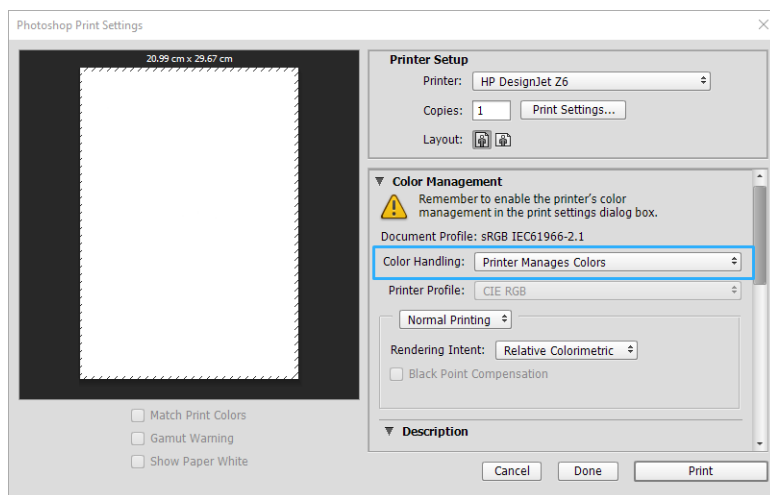 Photoshop Print Settings
20.99 cm x 29.67 cm
Printer Setup
Printer: HP DesignJet Z6
Copies: 1 Print Settings...
Layout:
Color Management
Remember to enable the printer's color
management in the print settings dialog box.
Document Profile: sRGB IEC61966-2.1
Color Handling: Printer Manages Colors
Printer Profile: CIE RGB
Normal Printing
Rendering Intent: Relative Colorimetric
Black Point Compensation
Description
Match Print Colors
Gamut Warning
Show Paper White
Cancel Done Print